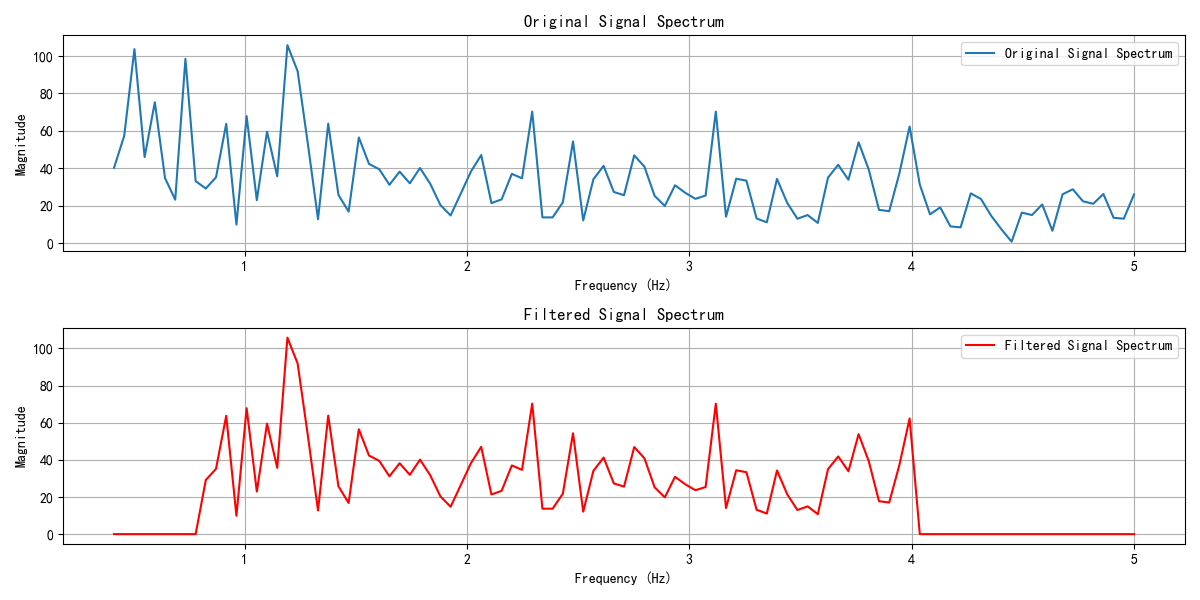 Original Signal Spectrum
Original Signal Spectrum
Magnitude
100
80
60
40
20
0
1
2
3
4
5
Frequency (Hz)
Filtered Signal Spectrum
Filtered Signal Spectrum
Magnitude
100
80
60
40
20
0
1
2
3
4
5
Frequency (Hz)